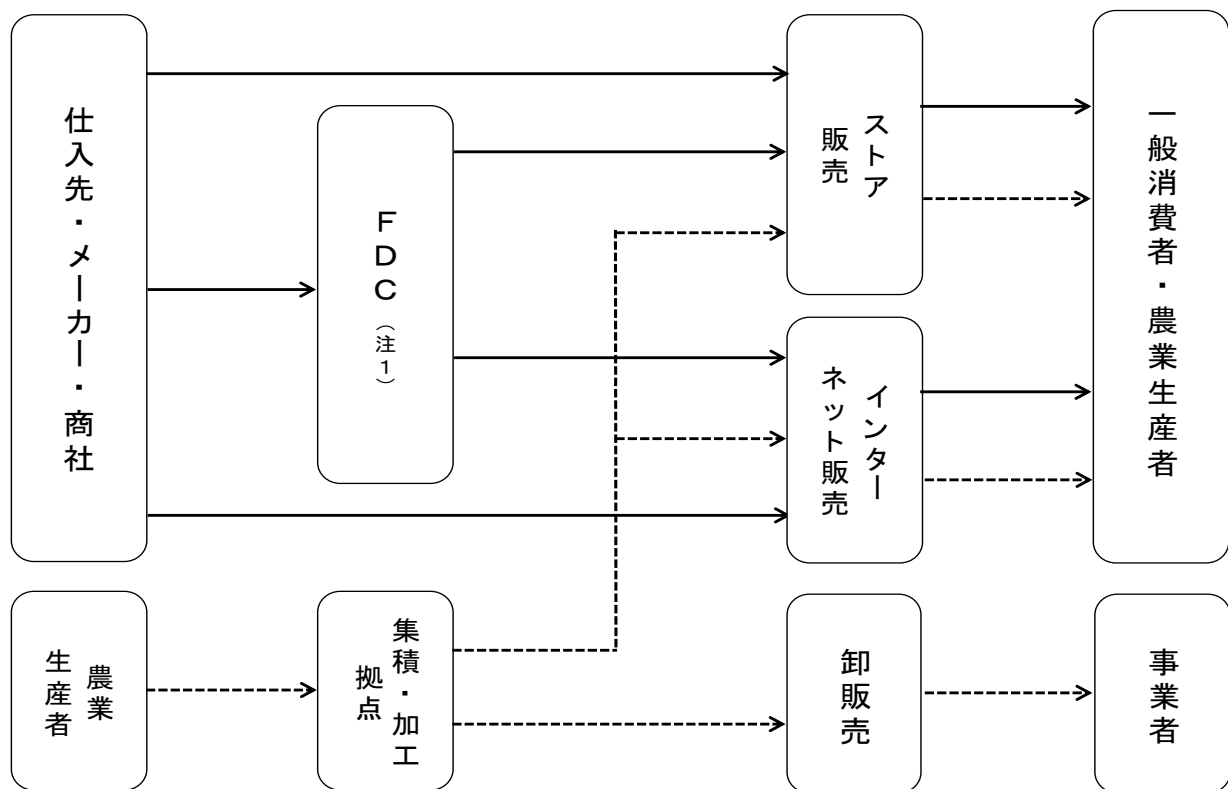 仕入先・メーカー・商社
FDC(注1)
ストア
販売
インター
ネット販売
一般消費者・農業生産者
農業
生産者
集積・加工
拠点
卸販売
事業者